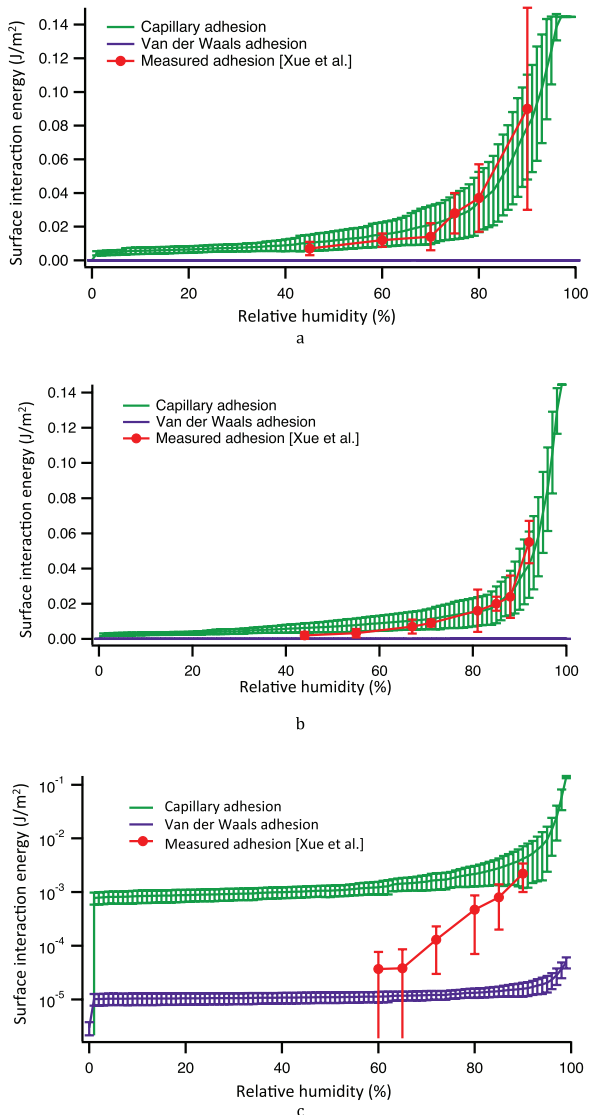 0.14
0.12
0.10
0.08
0.06
0.04
0.02
0.00
Surface interaction energy (J/m²)
Capillary adhesion
Van der Waals adhesion
Measured adhesion [Xue et al.]
0 20 40 60 80 100
Relative humidity (%)
a
0.14
0.12
0.10
0.08
0.06
0.04
0.02
0.00
Surface interaction energy (J/m²)
Capillary adhesion
Van der Waals adhesion
Measured adhesion [Xue et al.]
0 20 40 60 80 100
Relative humidity (%)
b
10⁻¹
10⁻²
10⁻³
10⁻⁴
10⁻⁵
Surface interaction energy (J/m²)
Capillary adhesion
Van der Waals adhesion
Measured adhesion [Xue et al.]
0 20 40 60 80 100
Relative humidity (%)
c